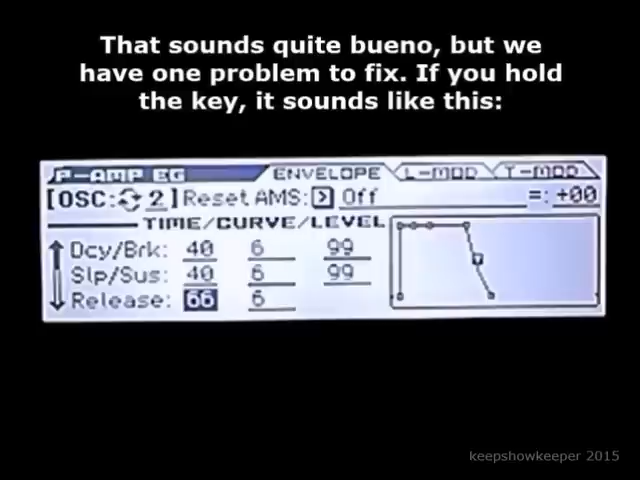 That sounds quite bueno, but we
have one problem to fix. If you hold
the key, it sounds like this:
P-AMP EG ENVELOPE L-MOD T-MOD
[OSC: 2 ] Reset AMS: Off =: +00
TIME/CURVE/LEVEL
Dcy/Brk: 40 6 99
Slp/Sus: 40 6 99
Release: 66 6
keepshowkeeper 2015